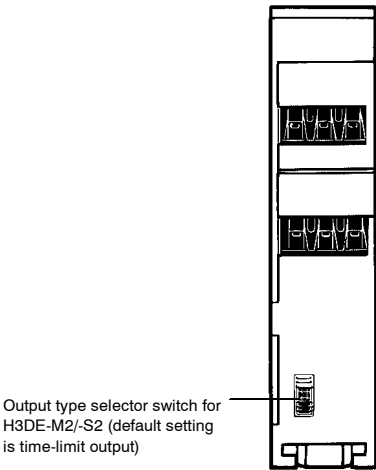 Output type selector switch for
H3DE-M2/-S2 (default setting
is time-limit output)